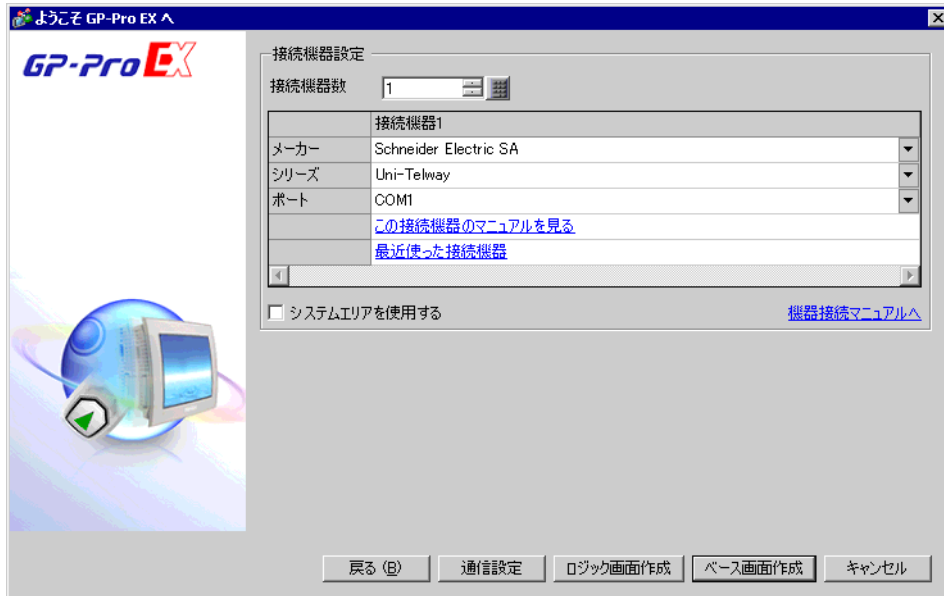 ようこそ GP-Pro EX へ
GP-Pro EX
接続機器設定
接続機器数 1
接続機器1
メーカー Schneider Electric SA
シリーズ Uni-Telway
ポート COM1
この接続機器のマニュアルを見る
最近使った接続機器
システムエリアを使用する 機器接続マニュアルへ
戻る (B) 通信設定 ロジック画面作成 ベース画面作成 キャンセル